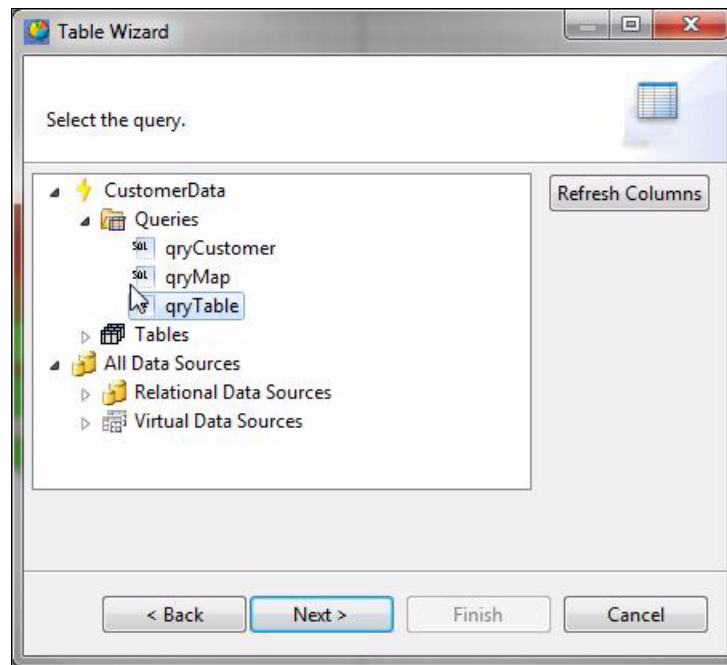 Table Wizard
Select the query.
CustomerData
Queries
SQL qryCustomer
SQL qryMap
qryTable
Tables
All Data Sources
Relational Data Sources
Virtual Data Sources
Refresh Columns
< Back Next > Finish Cancel